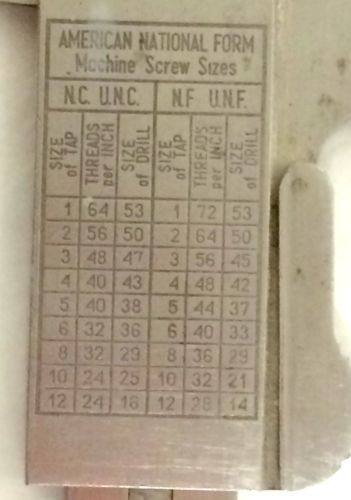 AMERICAN NATIONAL FORM
Machine Screw Sizes
N.C. U.N.C. N.F U.N.F.
SIZE of TAP THREADS per INCH SIZE of DRILL SIZE of TAP THREADS per INCH SIZE of DRILL
1 64 53 1 72 53
2 56 50 2 64 50
3 48 47 3 56 45
4 40 43 4 48 42
5 40 38 5 44 37
6 32 36 6 40 33
8 32 29 8 36 29
10 24 25 10 32 21
12 24 16 12 28 14